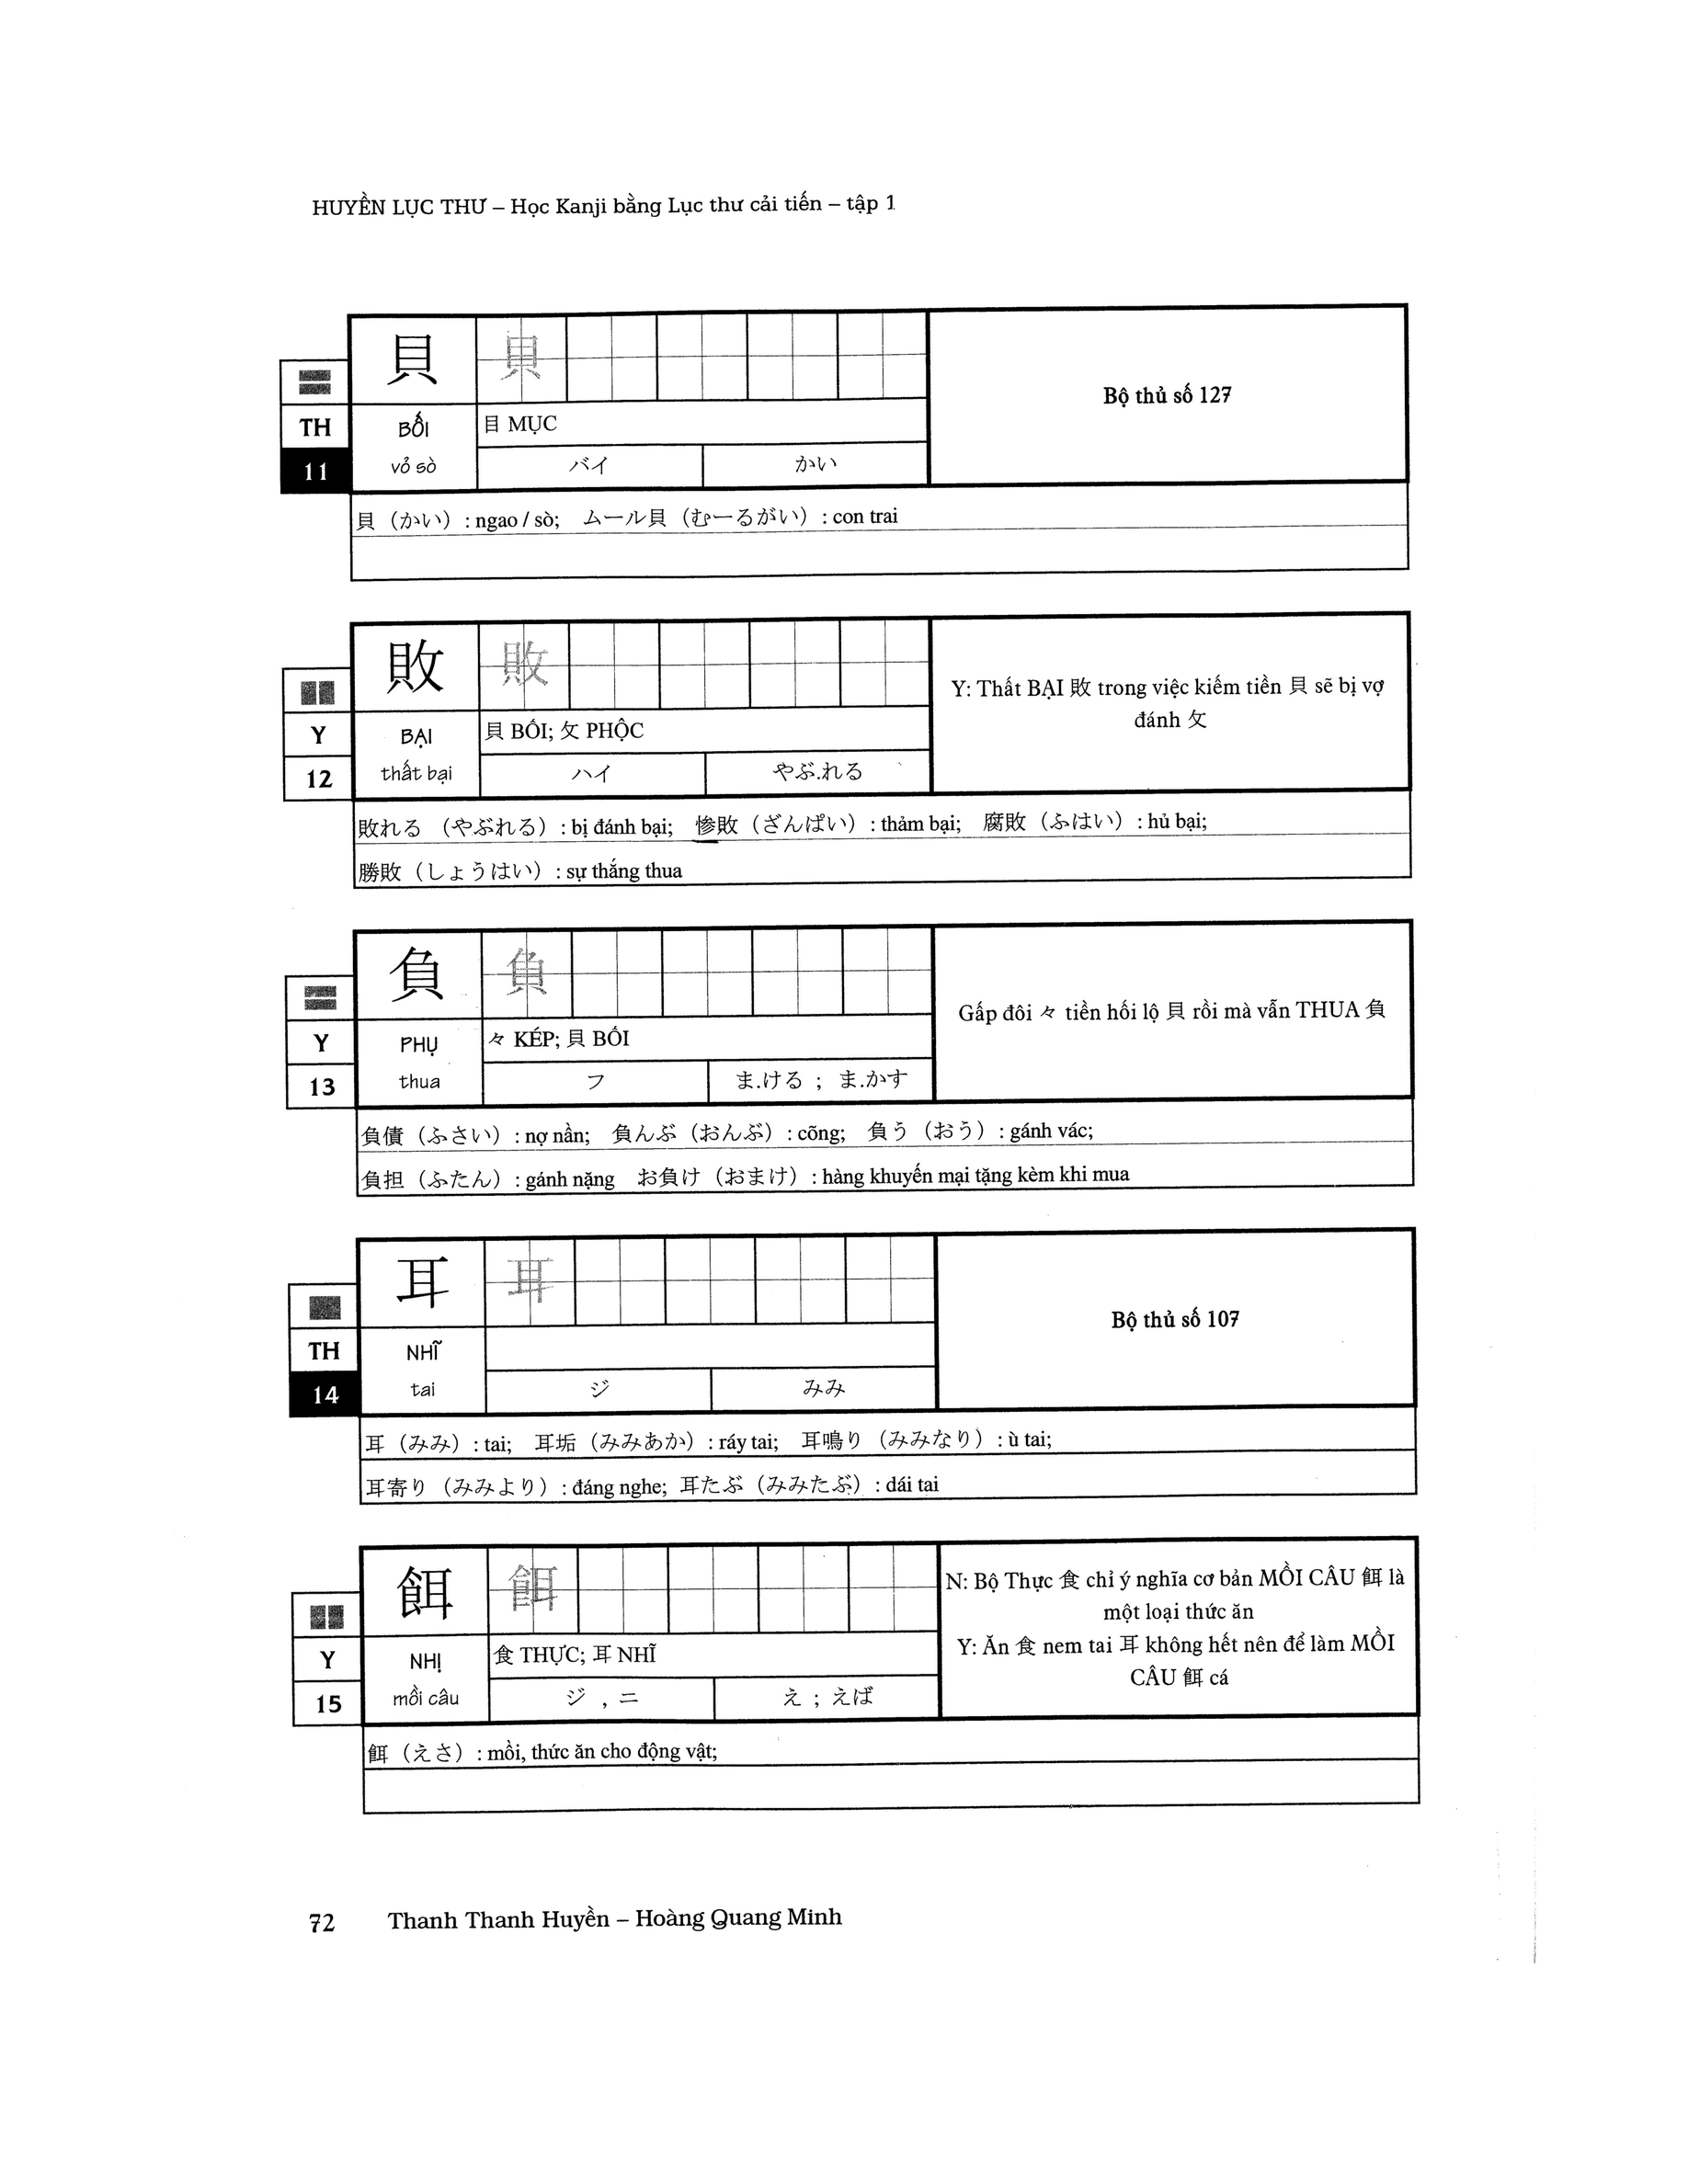 HUYỀN LỤC THƯ – Học Kanji bằng Lục thư cải tiến – tập 1
貝 貝
Bộ thủ số 127
TH
BỐI
目 MỤC
11
vỏ sò
バイ
かい
貝（かい）: ngao / sò; ムール貝（むーるがい）: con trai
敗 敗
Y: Thất BẠI 敗 trong việc kiếm tiền 貝 sẽ bị vợ
đánh 攵
Y
BẠI
貝 BỐI; 攵 PHỘC
12
thất bại
ハイ
やぶ.れる
敗れる （やぶれる）: bị đánh bại; 惨敗（ざんぱい）: thảm bại; 腐敗（ふはい）: hủ bại;
勝敗（しょうはい）: sự thắng thua
負 負
Gấp đôi 々 tiền hối lộ 貝 rồi mà vẫn THUA 負
Y
PHỤ
々 KÉP; 貝 BỐI
13
thua
フ
ま.ける ; ま.かす
負債（ふさい）: nợ nần; 負んぶ（おんぶ）: cõng; 負う（おう）: gánh vác;
負担（ふたん）: gánh nặng お負け（おまけ）: hàng khuyến mại tặng kèm khi mua
耳 耳
Bộ thủ số 107
TH
NHĨ
14
tai
ジ
みみ
耳（みみ）: tai; 耳垢（みみあか）: ráy tai; 耳鳴り（みみなり）: ù tai;
耳寄り（みみより）: đáng nghe; 耳たぶ（みみたぶ）: dái tai
餌 餌
N: Bộ Thực 食 chỉ ý nghĩa cơ bản MỒI CÂU 餌 là
một loại thức ăn
Y: Ăn 食 nem tai 耳 không hết nên để làm MỒI
CÂU 餌 cá
Y
NHỊ
食 THỰC; 耳 NHĨ
15
mồi câu
ジ , ニ
え ; えば
餌（えさ）: mồi, thức ăn cho động vật;
72 Thanh Thanh Huyền – Hoàng Quang Minh